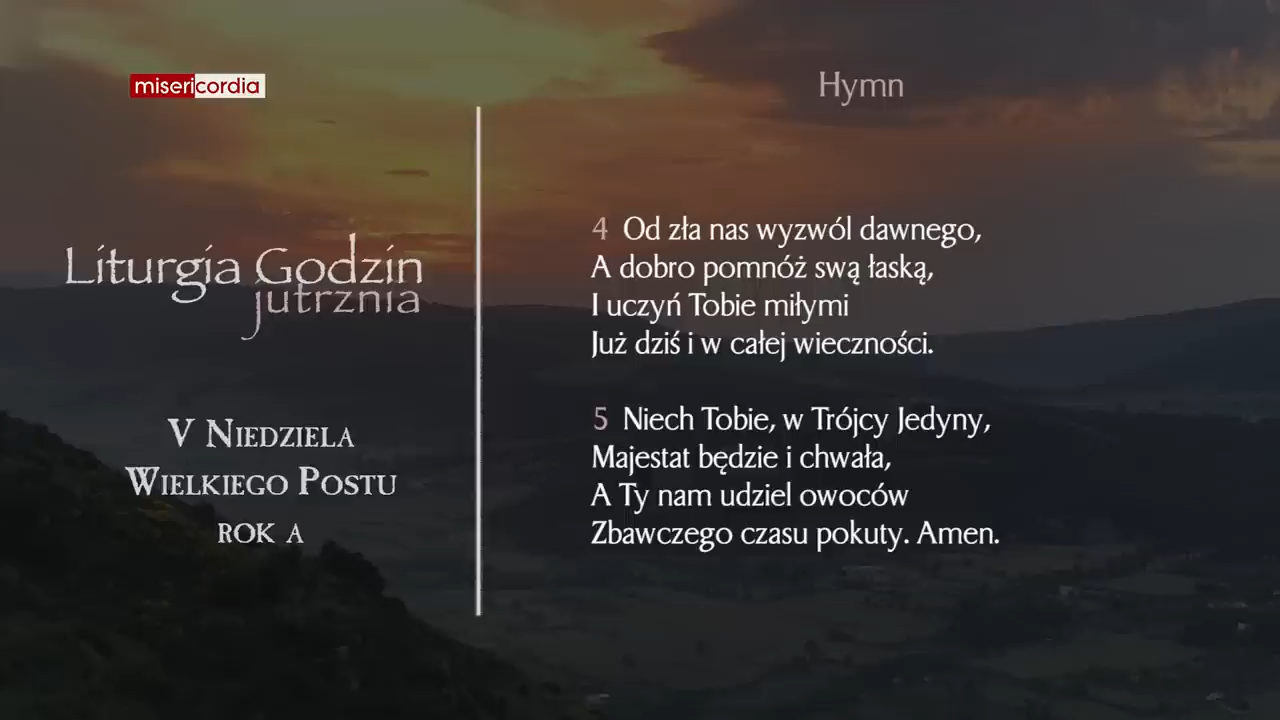 misericordia
Liturgia Godzin
jutrznia
V Niedziela
Wielkiego Postu
rok a
Hymn
4 Od zła nas wyzwól dawnego,
A dobro pomnóż swą łaską,
I uczyń Tobie miłymi
Już dziś i w całej wieczności.
5 Niech Tobie, w Trójcy Jedyny,
Majestat będzie i chwała,
A Ty nam udziel owoców
Zbawczego czasu pokuty. Amen.